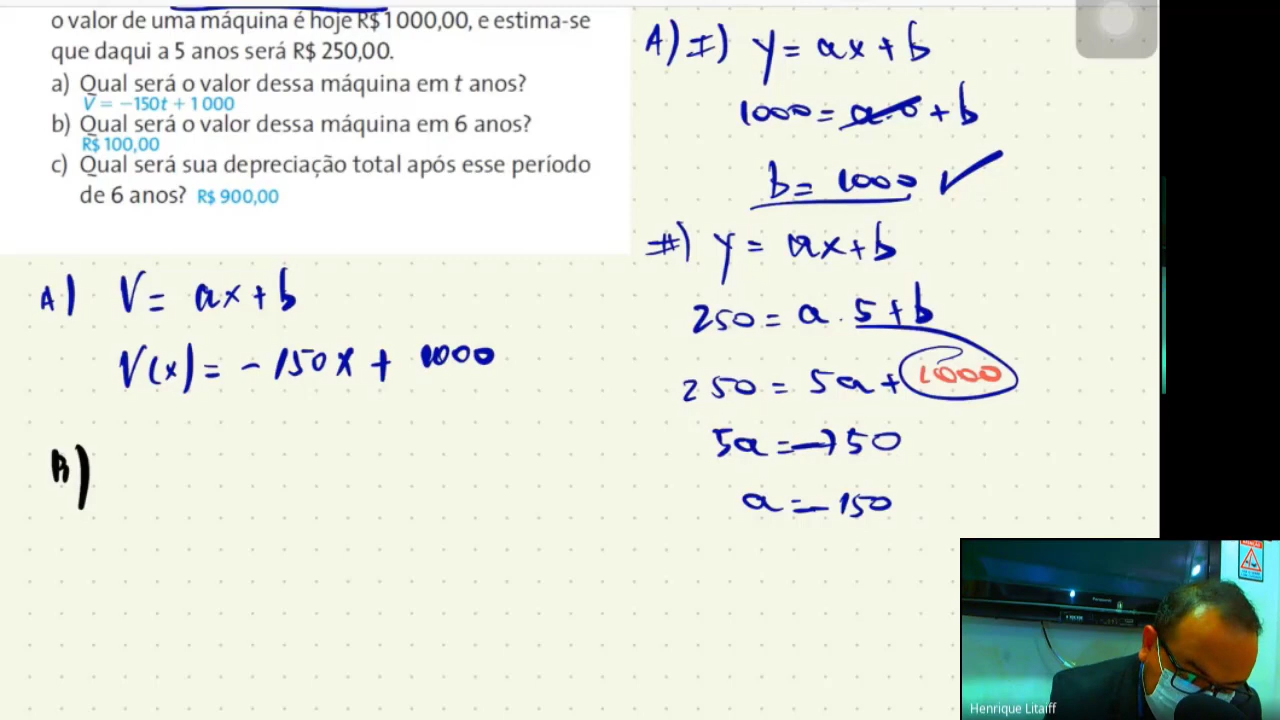 o valor de uma máquina é hoje R$ 1 000,00, e estima-se
que daqui a 5 anos será R$ 250,00.
a) Qual será o valor dessa máquina em t anos?
V = −150t + 1 000
b) Qual será o valor dessa máquina em 6 anos?
R$ 100,00
c) Qual será sua depreciação total após esse período
de 6 anos? R$ 900,00
A) V = ax + b
V(x) = -150x + 1000
B)
A) I) y = ax + b
1000 = a.0 + b
b = 1000 ✓
II) y = ax + b
250 = a . 5 + b
250 = 5a + 1000
5a = -750
a = -150
Henrique Litaiff